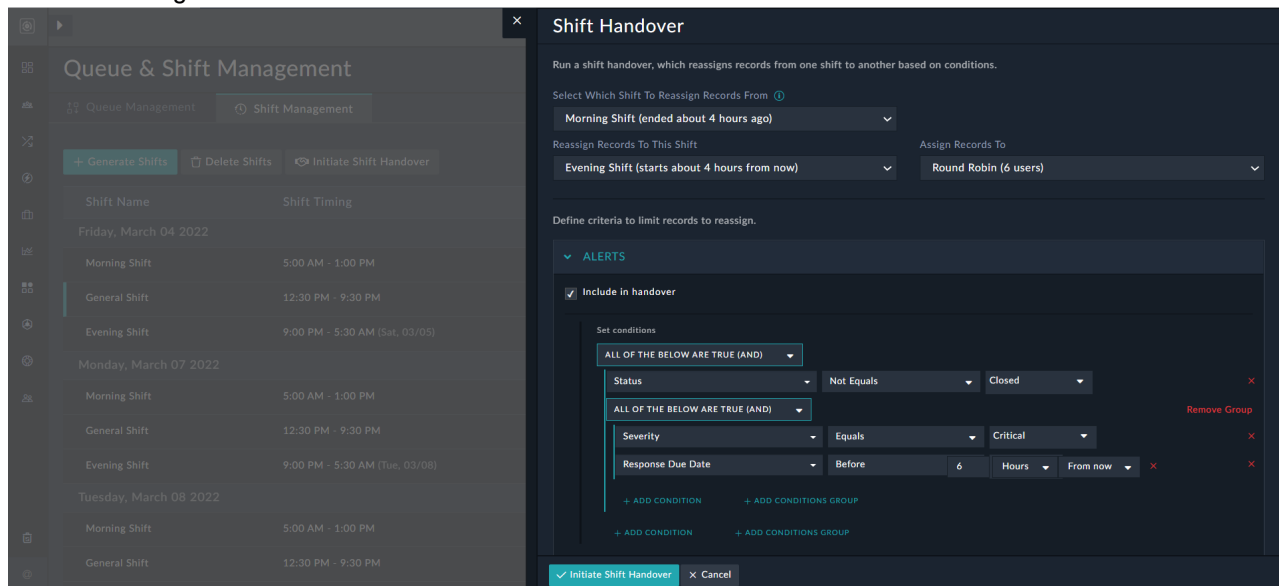 Shift Handover
Queue & Shift Management
Run a shift handover, which reassigns records from one shift to another based on conditions.
Queue Management
Shift Management
Select Which Shift To Reassign Records From
Morning Shift (ended about 4 hours ago)
Reassign Records To This Shift
Assign Records To
Evening Shift (starts about 4 hours from now)
Round Robin (6 users)
+ Generate Shifts
Delete Shifts
Initiate Shift Handover
Shift Name
Shift Timing
Friday, March 04 2022
Morning Shift
5:00 AM - 1:00 PM
General Shift
12:30 PM - 9:30 PM
Evening Shift
9:00 PM - 5:30 AM (Sat, 03/05)
Monday, March 07 2022
Morning Shift
5:00 AM - 1:00 PM
General Shift
12:30 PM - 9:30 PM
Evening Shift
9:00 PM - 5:30 AM (Tue, 03/08)
Tuesday, March 08 2022
Morning Shift
5:00 AM - 1:00 PM
General Shift
12:30 PM - 9:30 PM
Define criteria to limit records to reassign.
ALERTS
Include in handover
Set conditions
ALL OF THE BELOW ARE TRUE (AND)
Status
Not Equals
Closed
ALL OF THE BELOW ARE TRUE (AND)
Remove Group
Severity
Equals
Critical
Response Due Date
Before
6
Hours
From now
+ ADD CONDITION
+ ADD CONDITIONS GROUP
+ ADD CONDITION
+ ADD CONDITIONS GROUP
Initiate Shift Handover
Cancel